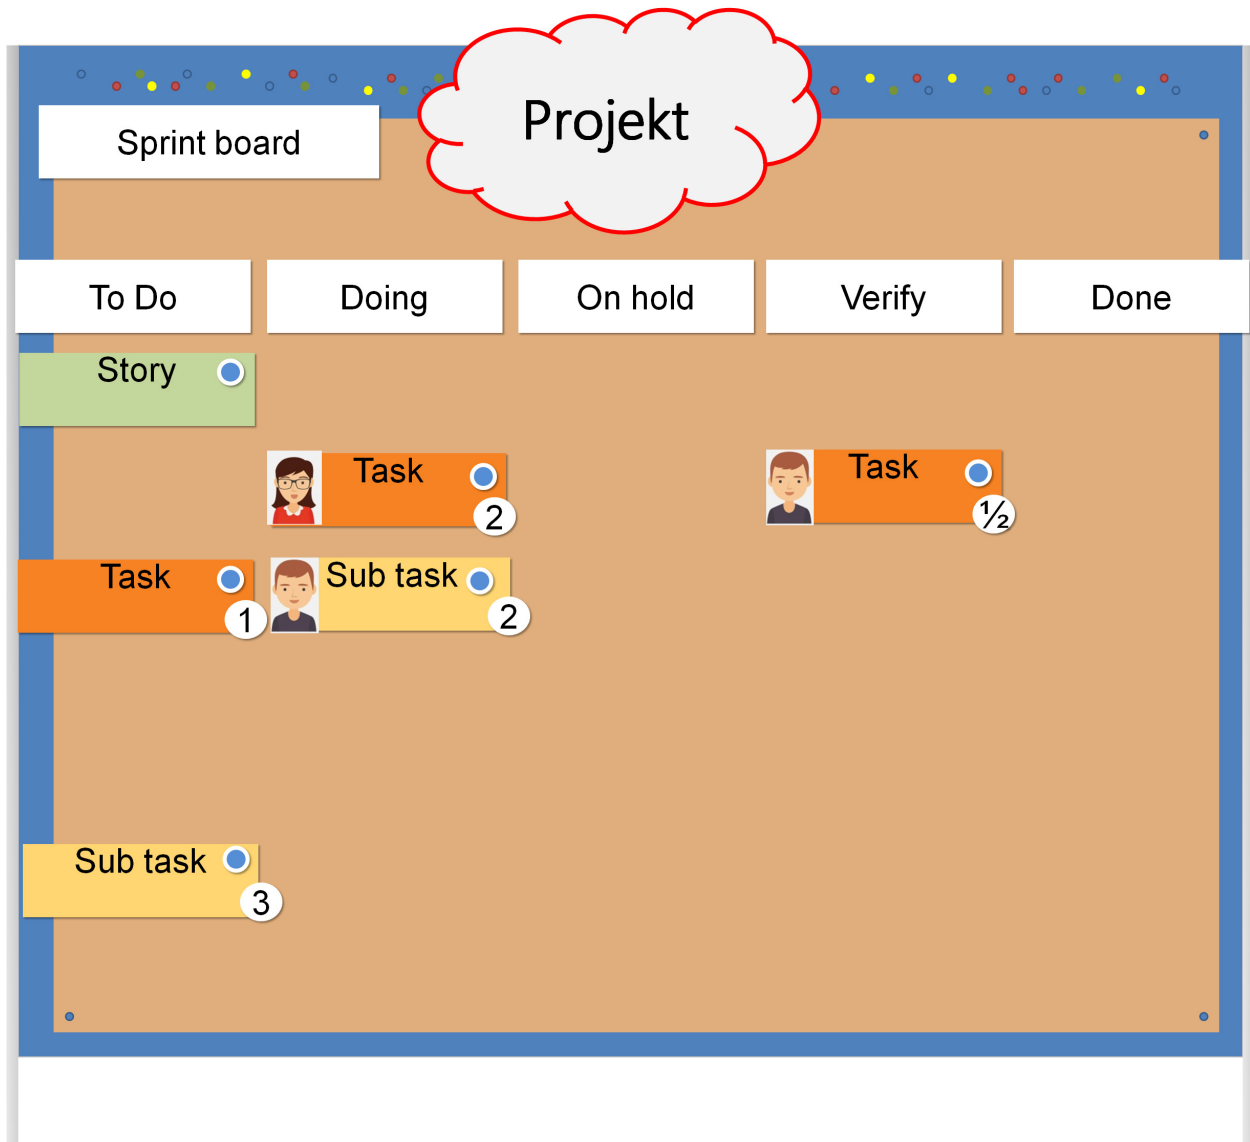 Projekt
Sprint board
To Do
Doing
On hold
Verify
Done
Story
Task
2
Task
½
Task
1
Sub task
2
Sub task
3